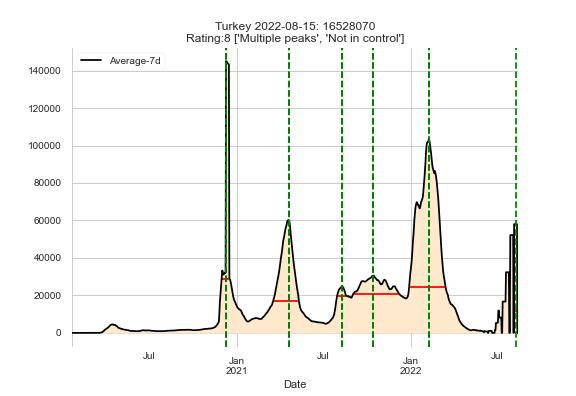 Turkey 2022-08-15: 16528070
Rating:8 ['Multiple peaks', 'Not in control']
Average-7d
140000
120000
100000
80000
60000
40000
20000
0
Jul
Jan
2021
Jul
Jan
2022
Jul
Date